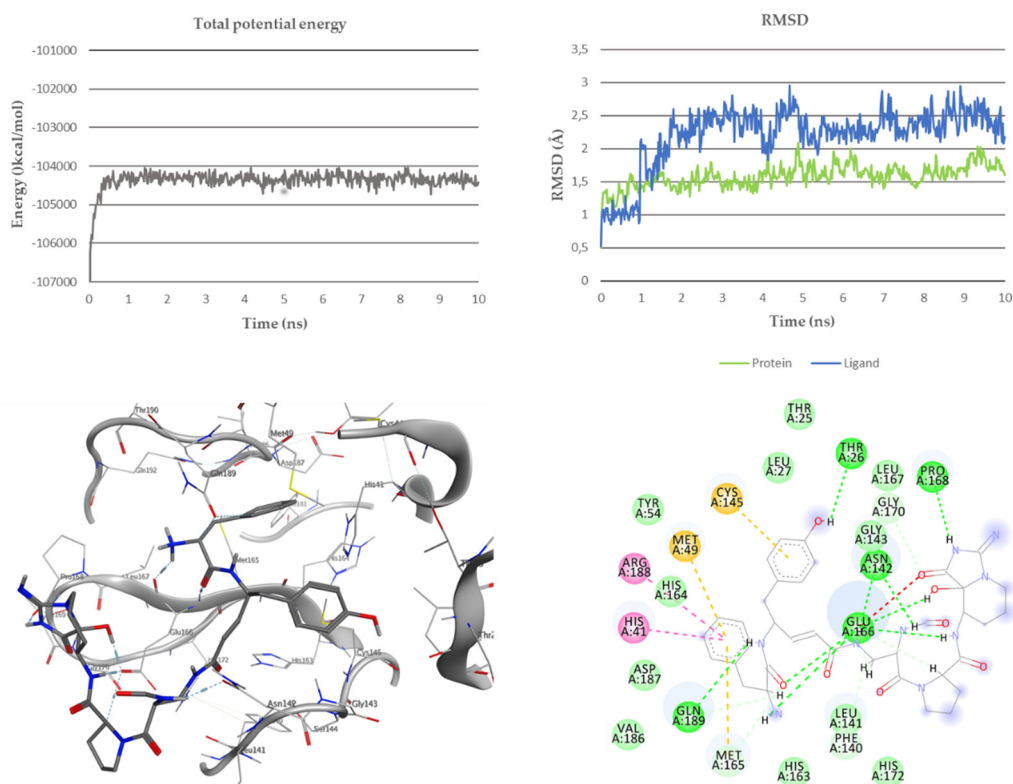 Total potential energy
-101000
-102000
-103000
-104000
-105000
-106000
-107000
Energy (0kcal/mol)
0 1 2 3 4 5 6 7 8 9 10
Time (ns)
RMSD
3,5
3
2,5
2
1,5
1
0,5
0
RMSD (Å)
0 1 2 3 4 5 6 7 8 9 10
Time (ns)
Protein Ligand
Thr190
Met49
Gln192
Gln189
Asp187
His41
Met165
His164
Leu167
Glu166
His163
Cys145
Asn142
Gly143
Ser144
Leu141
THR
A:25
THR
A:26
LEU
A:27
LEU
A:167
PRO
A:168
CYS
A:145
GLY
A:170
TYR
A:54
GLY
A:143
MET
A:49
ASN
A:142
ARG
A:188
HIS
A:164
HIS
A:41
GLU
A:166
ASP
A:187
GLN
A:189
VAL
A:186
LEU
A:141
PHE
A:140
MET
A:165
HIS
A:163
HIS
A:172